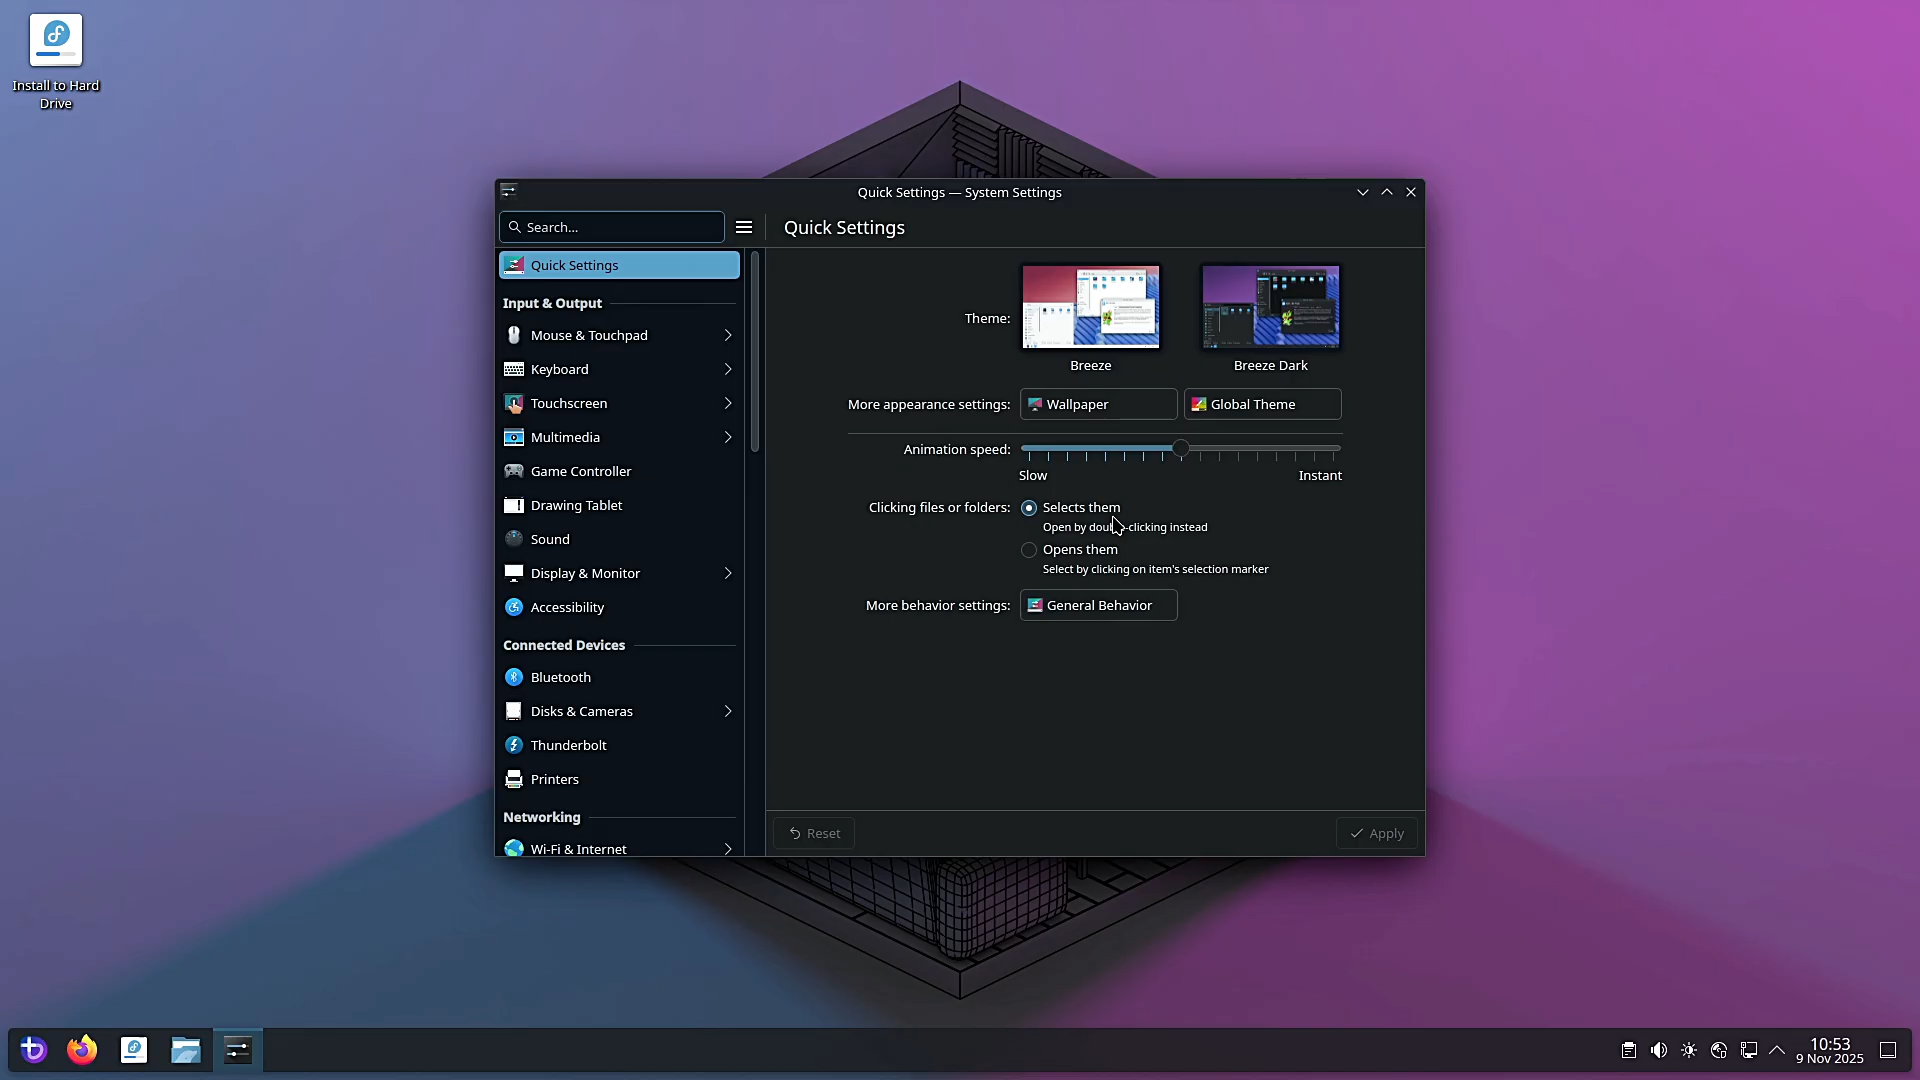 Install to Hard
Drive
Quick Settings — System Settings
Search...
Quick Settings
Quick Settings
Input & Output
Mouse & Touchpad
Keyboard
Touchscreen
Multimedia
Game Controller
Drawing Tablet
Sound
Display & Monitor
Accessibility
Connected Devices
Bluetooth
Disks & Cameras
Thunderbolt
Printers
Networking
Wi-Fi & Internet
Theme:
Breeze
Breeze Dark
More appearance settings:
Wallpaper
Global Theme
Animation speed:
Slow
Instant
Clicking files or folders:
Selects them
Open by double-clicking instead
Opens them
Select by clicking on item's selection marker
More behavior settings:
General Behavior
Reset
Apply
10:53
9 Nov 2025